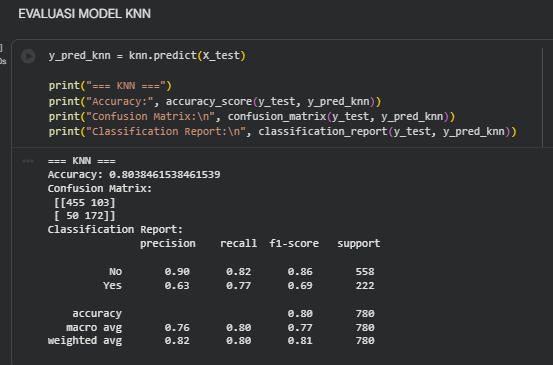 EVALUASI MODEL KNN
y_pred_knn = knn.predict(X_test)
print("=== KNN ===")
print("Accuracy:", accuracy_score(y_test, y_pred_knn))
print("Confusion Matrix:\n", confusion_matrix(y_test, y_pred_knn))
print("Classification Report:\n", classification_report(y_test, y_pred_knn))
=== KNN ===
Accuracy: 0.8038461538461539
Confusion Matrix:
[[455 103]
[ 50 172]]
Classification Report:
precision recall f1-score support
No 0.90 0.82 0.86 558
Yes 0.63 0.77 0.69 222
accuracy 0.80 780
macro avg 0.76 0.80 0.77 780
weighted avg 0.82 0.80 0.81 780